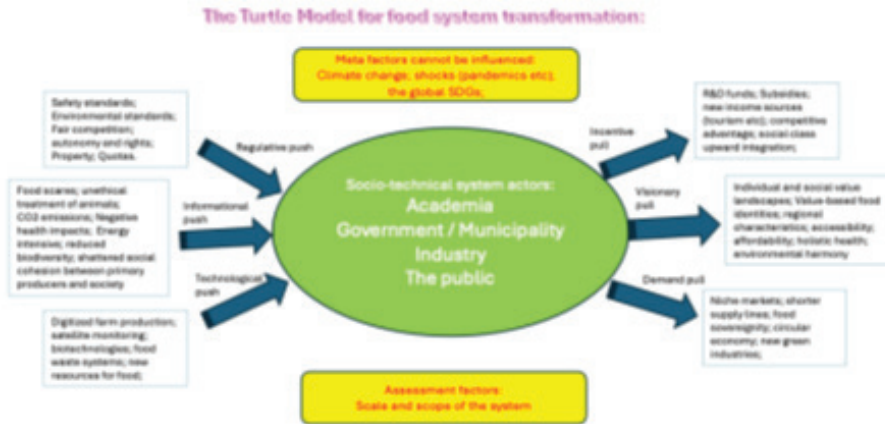 The Turtle Model for food system transformation:
Meta factors cannot be influenced:
Climate change; shocks (pandemics etc);
the global SDGs;
Safety standards;
Environmental standards;
Fair competition;
autonomy and rights;
Property; Quotas.
Regulative push
Food scares; unethical
treatment of animals;
CO2 emissions; Negative
health impacts; Energy
intensive; reduced
biodiversity; shattered social
cohesion between primary
producers and society
Informational
push
Digitized farm production;
satellite monitoring;
biotechnologies; food
waste systems; new
resources for food;
Technological
push
Socio-technical system actors:
Academia
Government / Municipality
Industry
The public
Incentive
pull
R&D funds; Subsidies;
new income sources
(tourism etc); competitive
advantage; social class
upward integration;
Visionary
pull
Individual and social value
landscapes; Value-based food
identities; regional
characteristics; accessibility;
affordability; holistic health;
environmental harmony
Demand pull
Niche markets; shorter
supply lines; food
sovereignty; circular
economy; new green
industries;
Assessment factors:
Scale and scope of the system